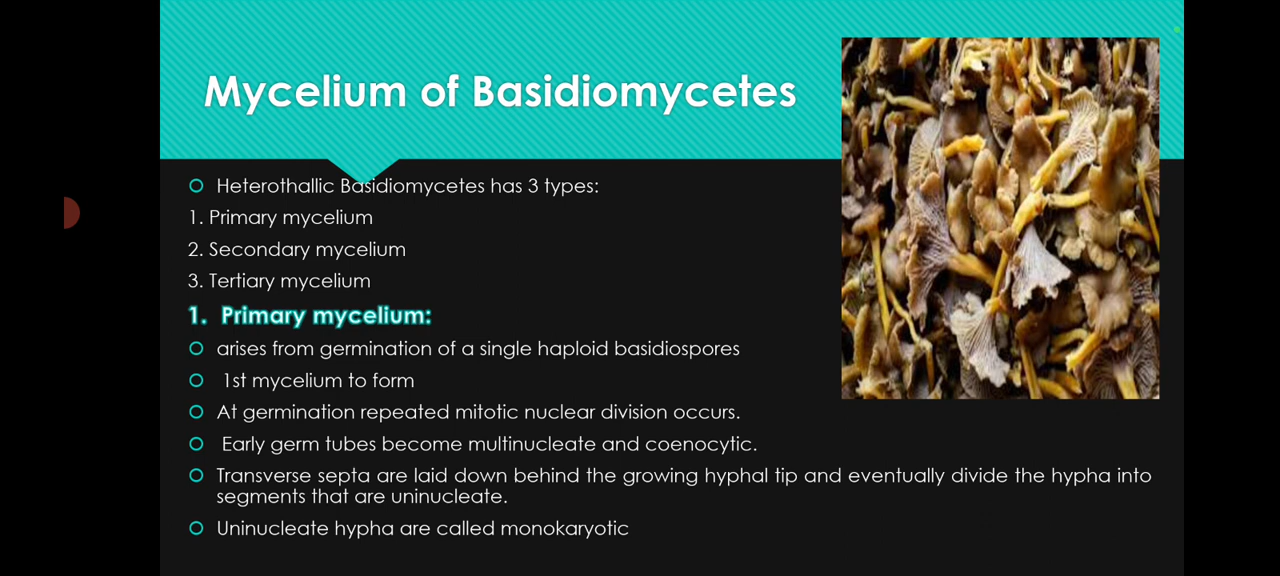 Mycelium of Basidiomycetes
Heterothallic Basidiomycetes has 3 types:
1. Primary mycelium
2. Secondary mycelium
3. Tertiary mycelium
1. Primary mycelium:
arises from germination of a single haploid basidiospores
1st mycelium to form
At germination repeated mitotic nuclear division occurs.
Early germ tubes become multinucleate and coenocytic.
Transverse septa are laid down behind the growing hyphal tip and eventually divide the hypha into
segments that are uninucleate.
Uninucleate hypha are called monokaryotic